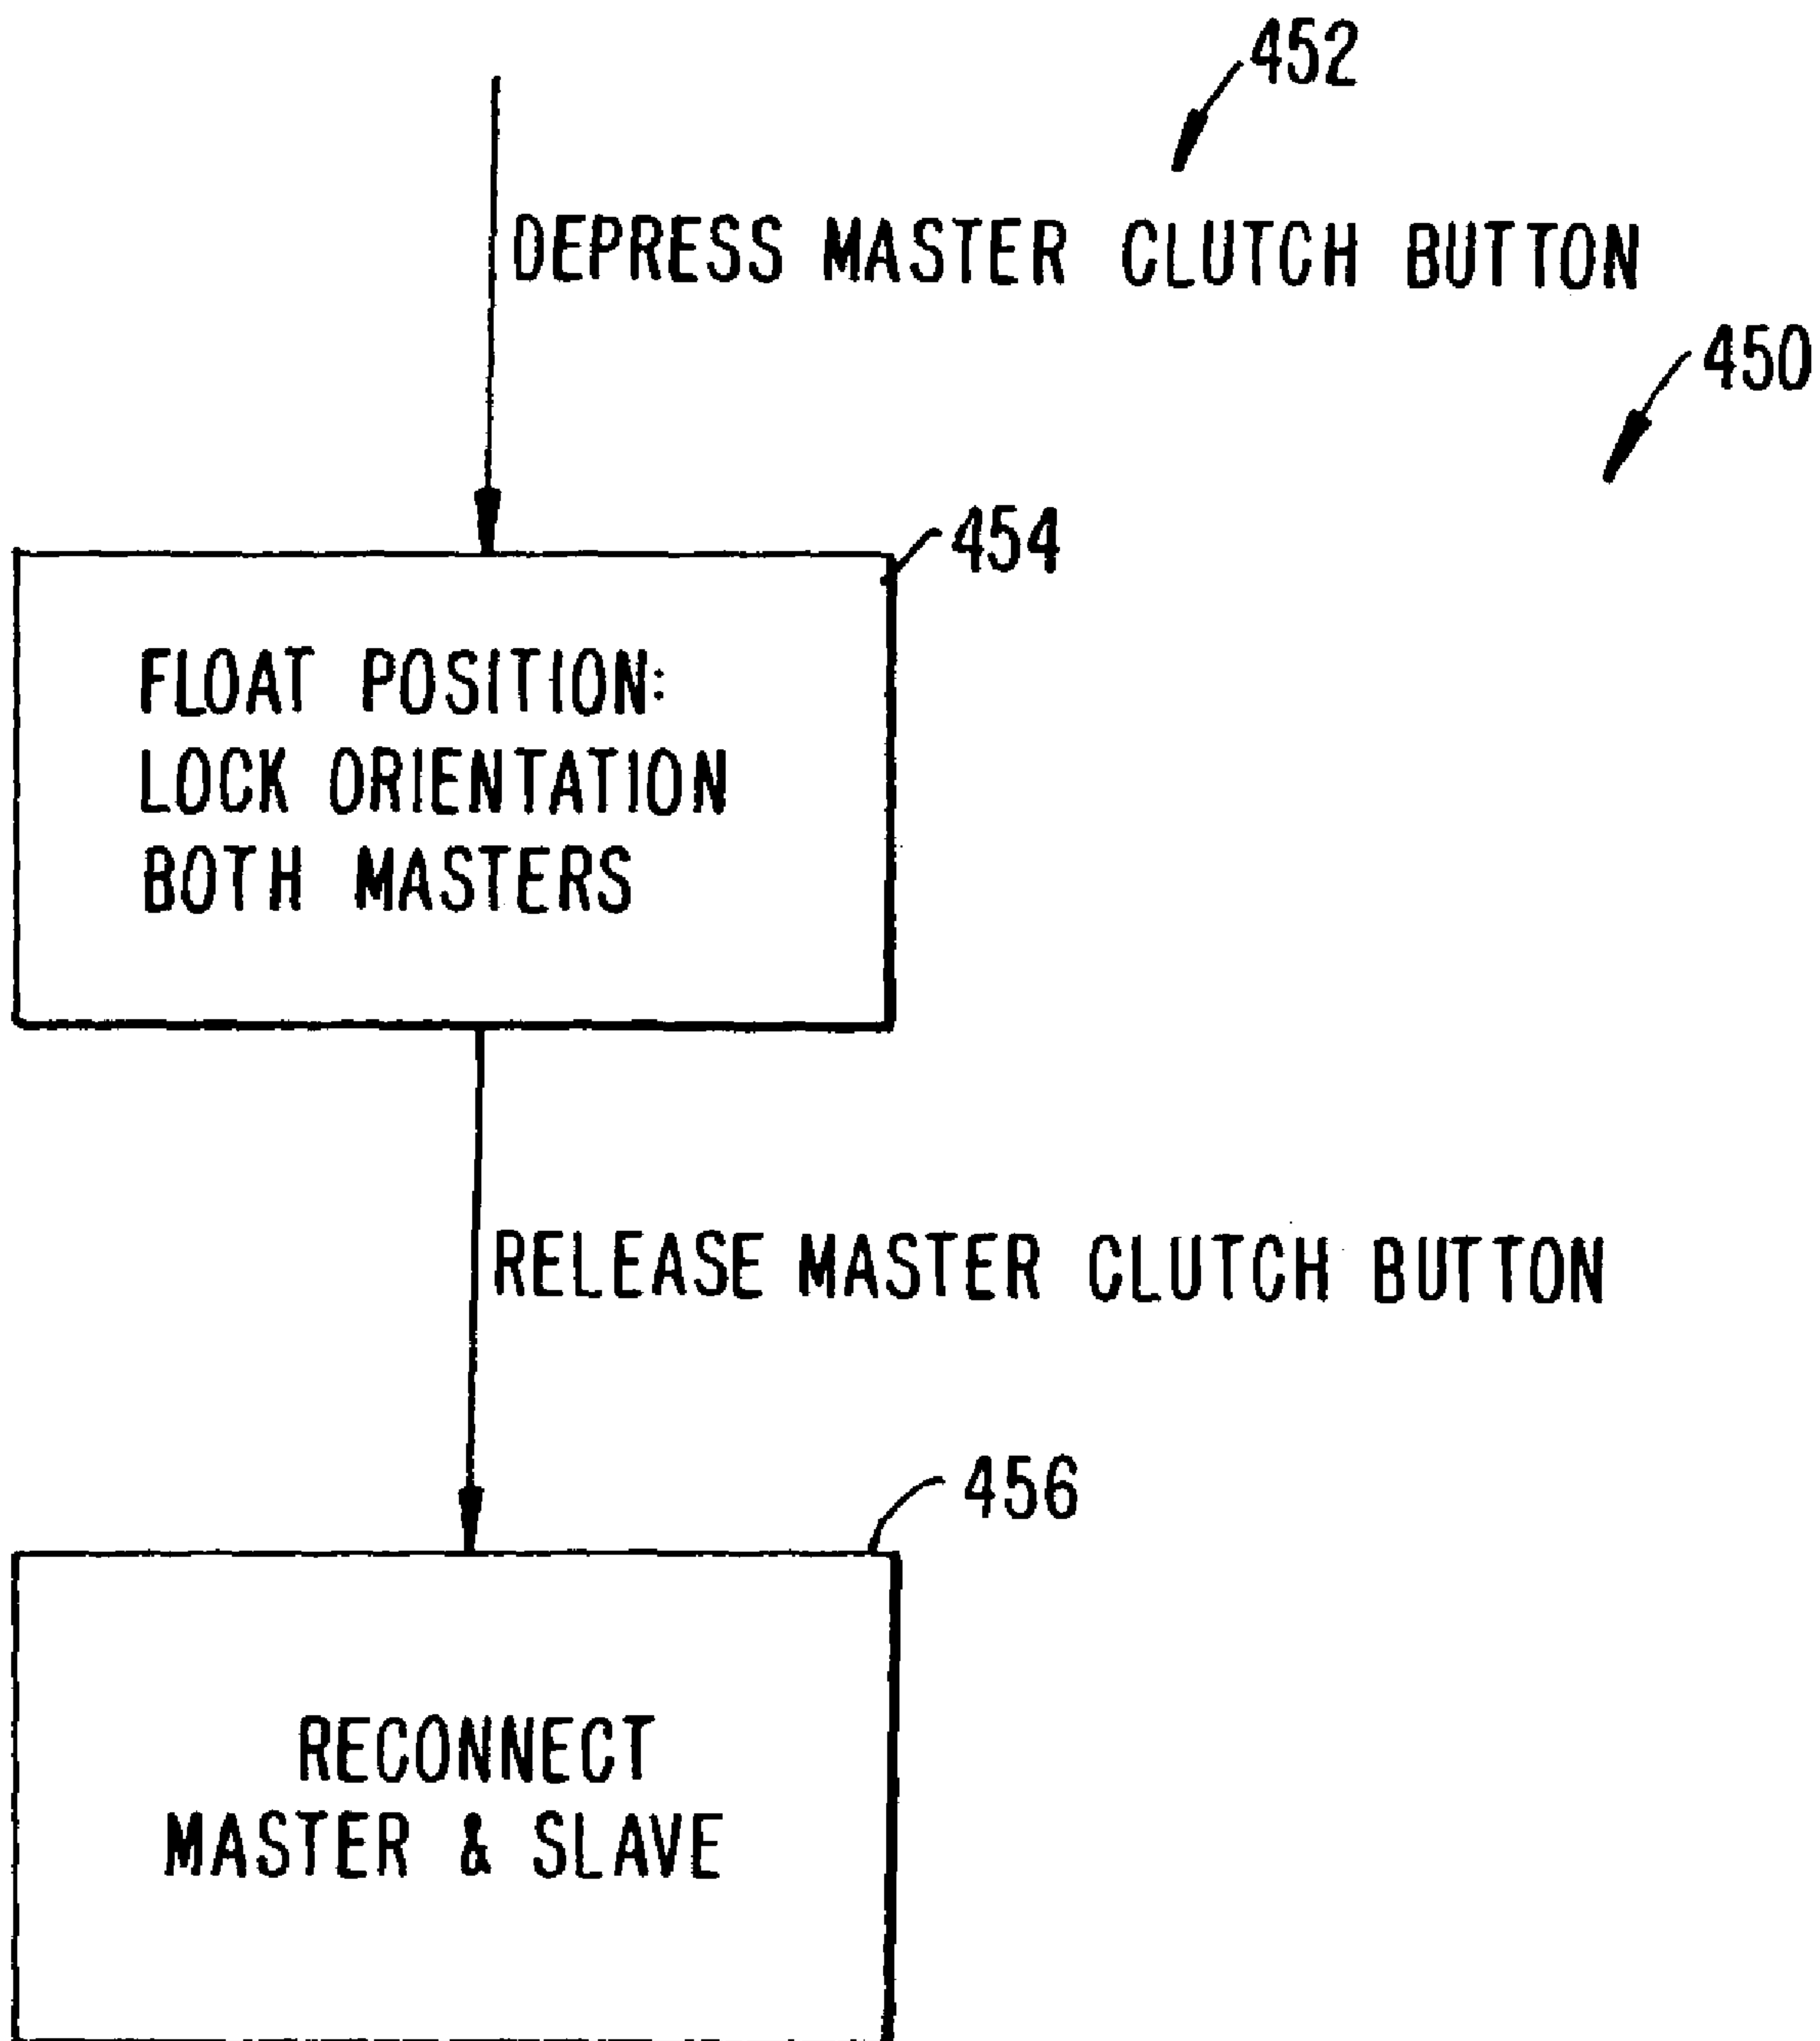 452
DEPRESS MASTER CLUTCH BUTTON
450
454
FLOAT POSITION:
LOCK ORIENTATION
BOTH MASTERS
RELEASE MASTER CLUTCH BUTTON
456
RECONNECT
MASTER & SLAVE